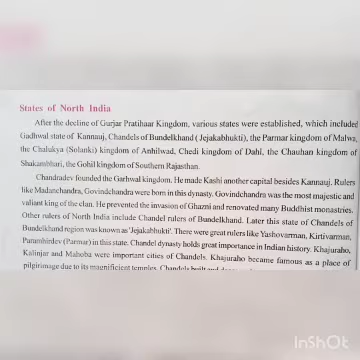 States of North India
After the decline of Gurjar Pratihaar Kingdom, various states were established, which included
Gadhwal state of Kannauj, Chandels of Bundelkhand ( Jejakabhukti), the Parmar kingdom of Malwa,
the Chalukya (Solanki) kingdom of Anhilwad, Chedi kingdom of Dahl, the Chauhan kingdom of
Shakambhari, the Gohil kingdom of Southern Rajasthan.
Chandradev founded the Garhwal kingdom. He made Kashi another capital besides Kannauj. Rulers
like Madanchandra, Govindchandra were born in this dynasty. Govindchandra was the most majestic and
valiant king of the clan. He prevented the invasion of Ghazni and renovated many Buddhist monastries.
Other rulers of North India include Chandel rulers of Bundelkhand. Later this state of Chandels of
Bundelkhand region was known as 'Jejakabhukti'. There were great rulers like Yashovarman, Kirtivarman,
Paramhirdev (Parmar) in this state. Chandel dynasty holds great importance in Indian history. Khajuraho,
Kalinjar and Mahoba were important cities of Chandels. Khajuraho became famous as a place of
pilgrimage due to its magnificient temples. Chandels built and
InShOt